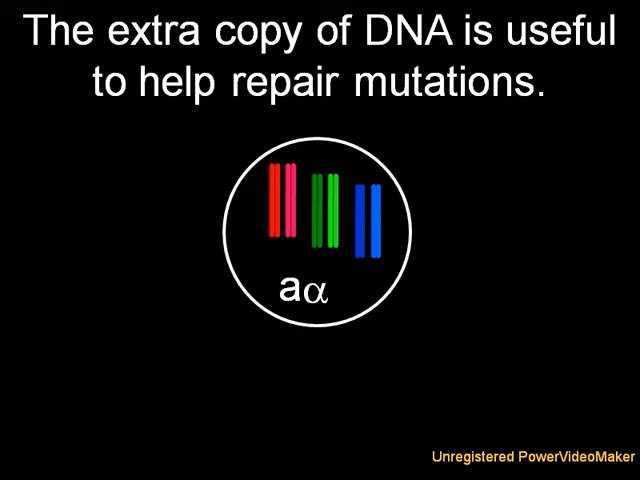 The extra copy of DNA is useful
to help repair mutations.
aα
Unregistered PowerVideoMaker